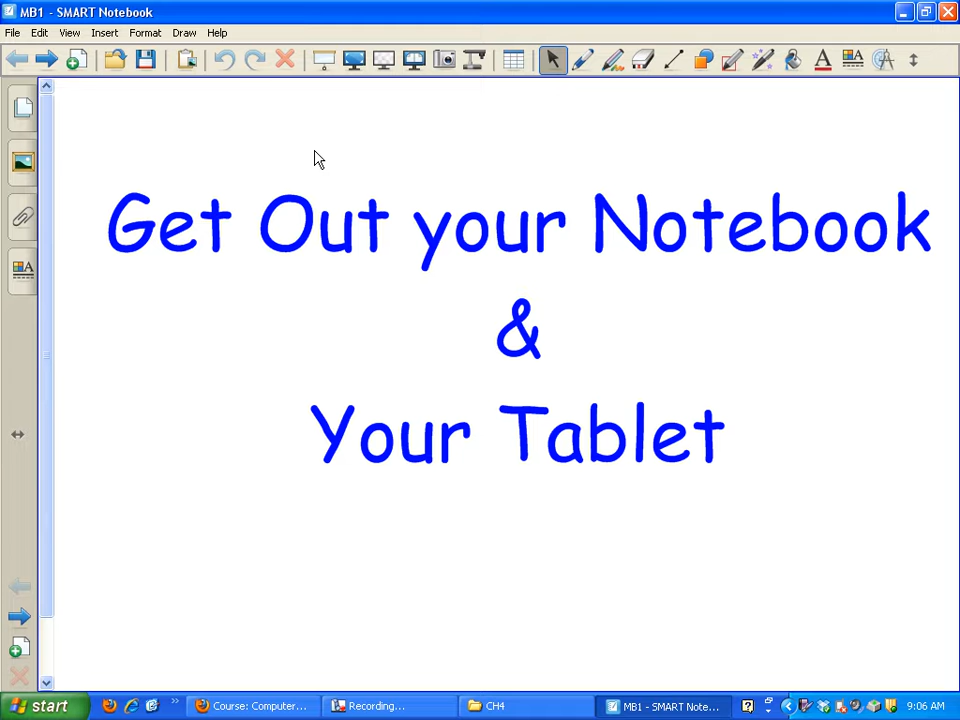 MB1 - SMART Notebook
File Edit View Insert Format Draw Help
Get Out your Notebook
&
Your Tablet
start
Course: Computer...
Recording...
CH4
MB1 - SMART Note...
9:06 AM